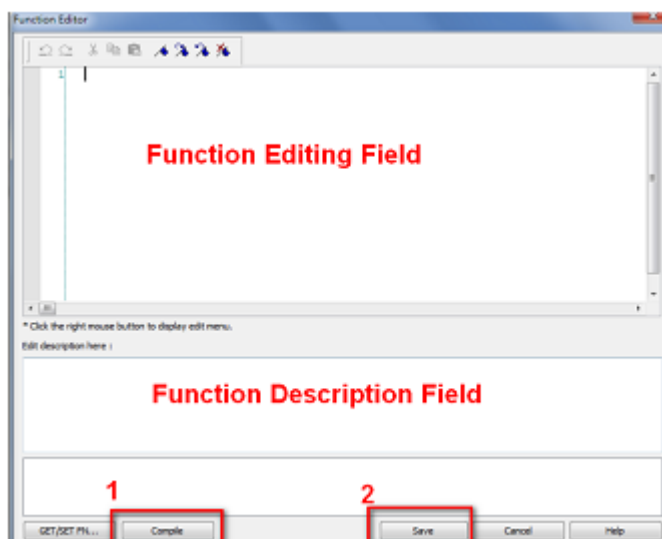 Function Editor
1
Function Editing Field
* Click the right mouse button to display edit menu.
Edit description here :
Function Description Field
1
2
GET/SET FN...
Compile
Save
Cancel
Help